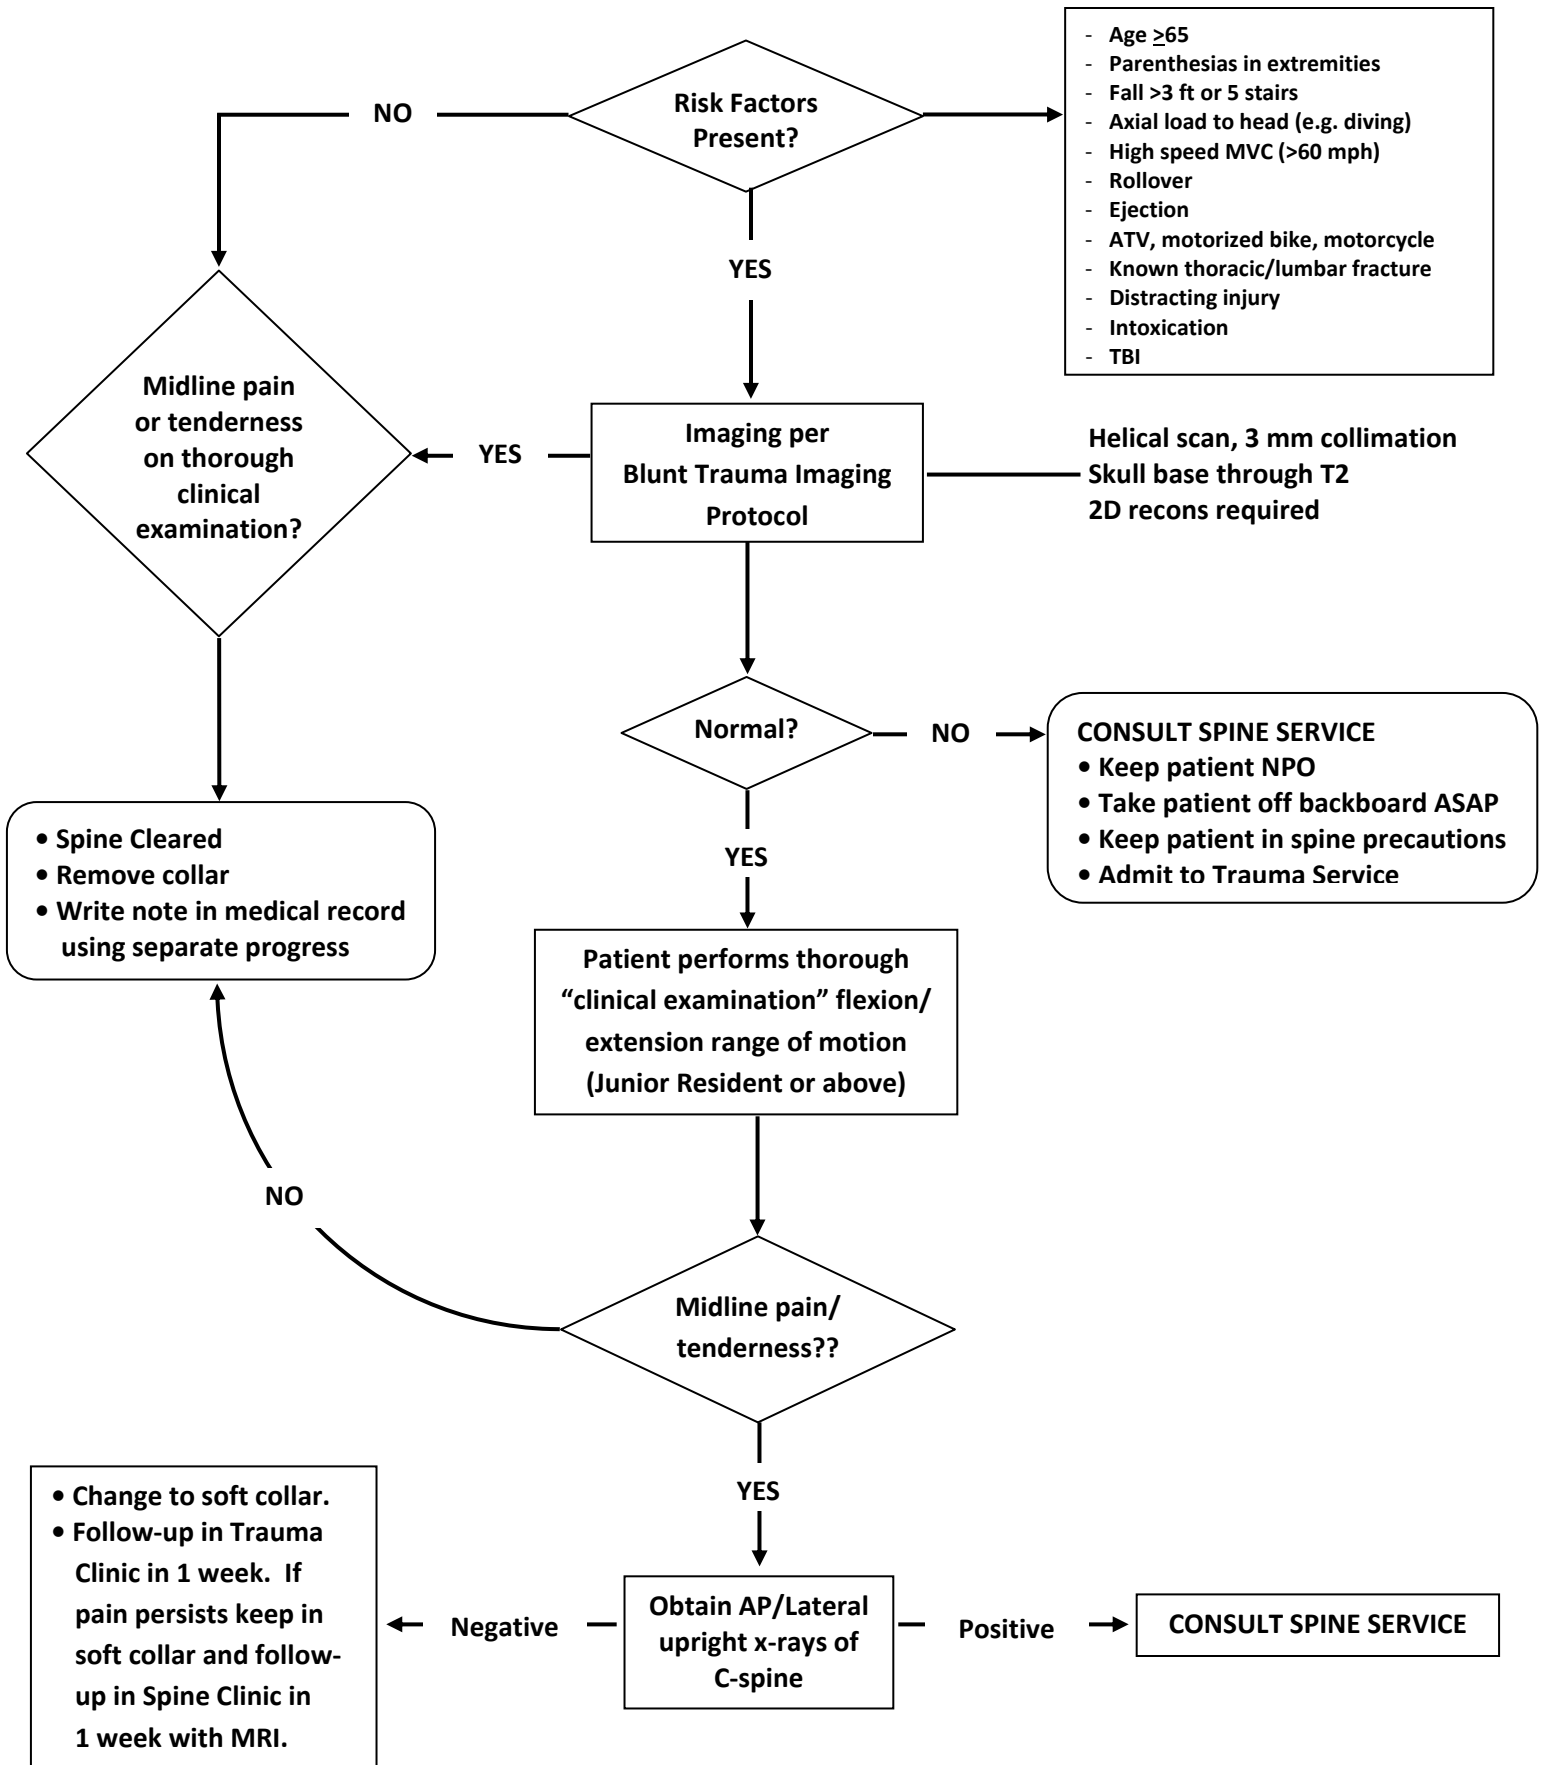 Risk Factors
Present?
NO
- Age >65
- Parenthesias in extremities
- Fall >3 ft or 5 stairs
- Axial load to head (e.g. diving)
- High speed MVC (>60 mph)
- Rollover
- Ejection
- ATV, motorized bike, motorcycle
- Known thoracic/lumbar fracture
- Distracting injury
- Intoxication
- TBI
YES
Midline pain
or tenderness
on thorough
clinical
examination?
YES
Imaging per
Blunt Trauma Imaging
Protocol
Helical scan, 3 mm collimation
Skull base through T2
2D recons required
Normal?
NO
CONSULT SPINE SERVICE
• Keep patient NPO
• Take patient off backboard ASAP
• Keep patient in spine precautions
• Admit to Trauma Service
• Spine Cleared
• Remove collar
• Write note in medical record
using separate progress
YES
Patient performs thorough
“clinical examination” flexion/
extension range of motion
(Junior Resident or above)
NO
Midline pain/
tenderness??
YES
• Change to soft collar.
• Follow-up in Trauma
Clinic in 1 week. If
pain persists keep in
soft collar and follow-
up in Spine Clinic in
1 week with MRI.
Negative
Obtain AP/Lateral
upright x-rays of
C-spine
Positive
CONSULT SPINE SERVICE